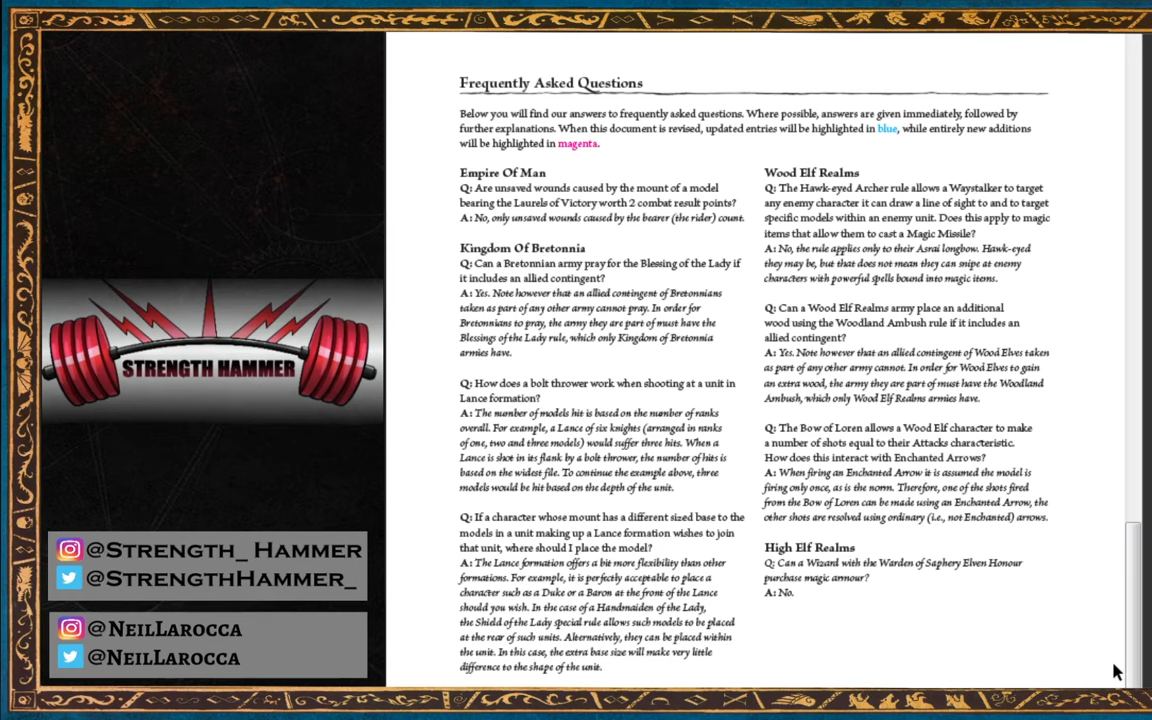 STRENGTH HAMMER
@STRENGTH_HAMMER
@STRENGTHHAMMER_
@NEILLAROCCA
@NEILLAROCCA
Frequently Asked Questions
Below you will find our answers to frequently asked questions. Where possible, answers are given immediately, followed by
further explanations. When this document is revised, updated entries will be highlighted in blue, while entirely new additions
will be highlighted in magenta.
Empire Of Man
Q: Are unsaved wounds caused by the mount of a model
bearing the Laurels of Victory worth 2 combat result points?
A: No, only unsaved wounds caused by the bearer (the rider) count.
Kingdom Of Bretonnia
Q: Can a Bretonnian army pray for the Blessing of the Lady if
it includes an allied contingent?
A: Yes. Note however that an allied contingent of Bretonnians
taken as part of any other army cannot pray. In order for
Bretonnians to pray, the army they are part of must have the
Blessings of the Lady rule, which only Kingdom of Bretonnia
armies have.
Q: How does a bolt thrower work when shooting at a unit in
Lance formation?
A: The number of models hit is based on the number of ranks
overall. For example, a Lance of six knights (arranged in ranks
of one, two and three models) would suffer three hits. When a
Lance is shot in its flank by a bolt thrower, the number of hits is
based on the widest file. To continue the example above, three
models would be hit based on the depth of the unit.
Q: If a character whose mount has a different sized base to the
models in a unit making up a Lance formation wishes to join
that unit, where should I place the model?
A: The Lance formation offers a bit more flexibility than other
formations. For example, it is perfectly acceptable to place a
character such as a Duke or a Baron at the front of the Lance
should you wish. In the case of a Handmaiden of the Lady,
the Shield of the Lady special rule allows such models to be placed
at the rear of such units. Alternatively, they can be placed within
the unit. In this case, the extra base size will make very little
difference to the shape of the unit.
Wood Elf Realms
Q: The Hawk-eyed Archer rule allows a Waystalker to target
any enemy character it can draw a line of sight to and to target
specific models within an enemy unit. Does this apply to magic
items that allow them to cast a Magic Missile?
A: No, the rule applies only to their Asrai longbow. Hawk-eyed
they may be, but that does not mean they can snipe at enemy
characters with powerful spells bound into magic items.
Q: Can a Wood Elf Realms army place an additional
wood using the Woodland Ambush rule if it includes an
allied contingent?
A: Yes. Note however that an allied contingent of Wood Elves taken
as part of any other army cannot. In order for Wood Elves to gain
an extra wood, the army they are part of must have the Woodland
Ambush, which only Wood Elf Realms armies have.
Q: The Bow of Loren allows a Wood Elf character to make
a number of shots equal to their Attacks characteristic.
How does this interact with Enchanted Arrows?
A: When firing an Enchanted Arrow it is assumed the model is
firing only once, as is the norm. Therefore, one of the shots fired
from the Bow of Loren can be made using an Enchanted Arrow, the
other shots are resolved using ordinary (i.e., not Enchanted) arrows.
High Elf Realms
Q: Can a Wizard with the Warden of Saphery Elven Honour
purchase magic armour?
A: No.